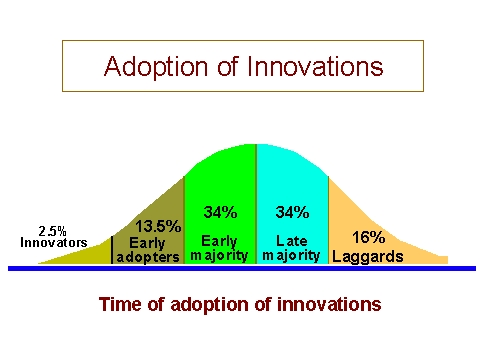 Adoption of Innovations
2.5%
Innovators
13.5%
Early
adopters
34%
Early
majority
34%
Late
majority
16%
Laggards
Time of adoption of innovations